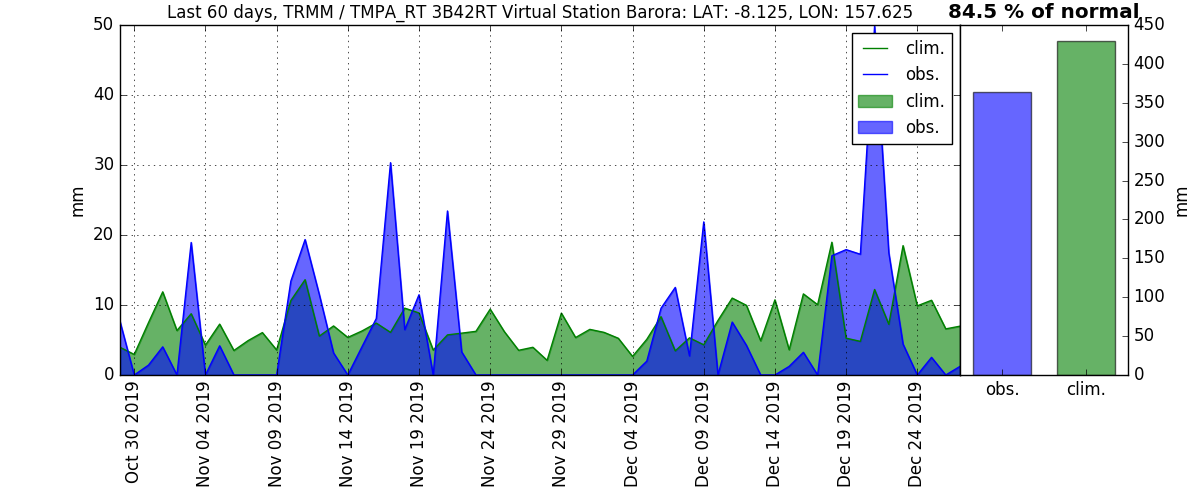 Last 60 days, TRMM / TMPA_RT 3B42RT Virtual Station Barora: LAT: -8.125, LON: 157.625
84.5 % of normal
50
40
30
20
10
0
mm
clim.
obs.
clim.
obs.
450
400
350
300
250
200
150
100
50
0
mm
Oct 30 2019
Nov 04 2019
Nov 09 2019
Nov 14 2019
Nov 19 2019
Nov 24 2019
Nov 29 2019
Dec 04 2019
Dec 09 2019
Dec 14 2019
Dec 19 2019
Dec 24 2019
obs.
clim.